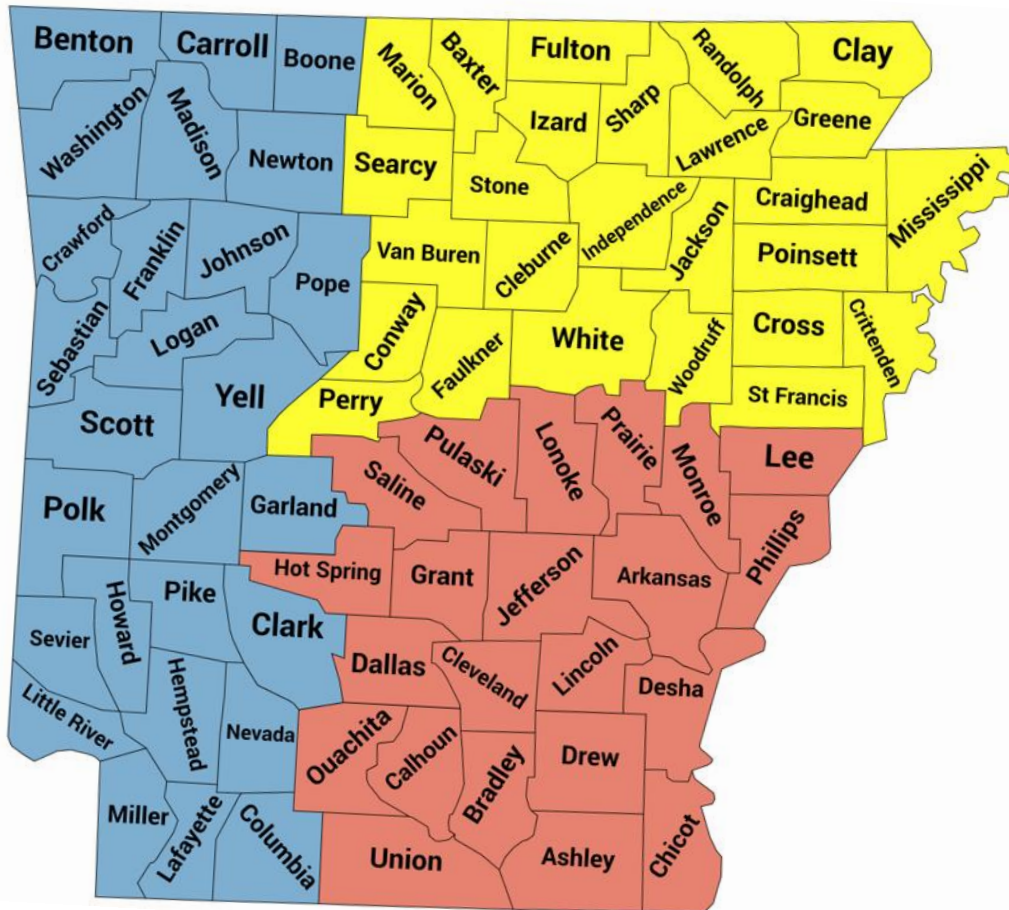 Benton
Carroll
Boone
Marion
Baxter
Fulton
Randolph
Clay
Washington
Madison
Newton
Searcy
Stone
Izard
Sharp
Lawrence
Greene
Crawford
Franklin
Johnson
Pope
Van Buren
Cleburne
Independence
Jackson
Craighead
Mississippi
Poinsett
Sebastian
Logan
Conway
Faulkner
White
Woodruff
Cross
Crittenden
Scott
Yell
Perry
St Francis
Polk
Montgomery
Garland
Saline
Pulaski
Lonoke
Prairie
Monroe
Lee
Phillips
Sevier
Howard
Pike
Clark
Hot Spring
Grant
Jefferson
Arkansas
Little River
Hempstead
Nevada
Dallas
Cleveland
Lincoln
Desha
Ouachita
Calhoun
Bradley
Drew
Miller
Lafayette
Columbia
Union
Ashley
Chicot